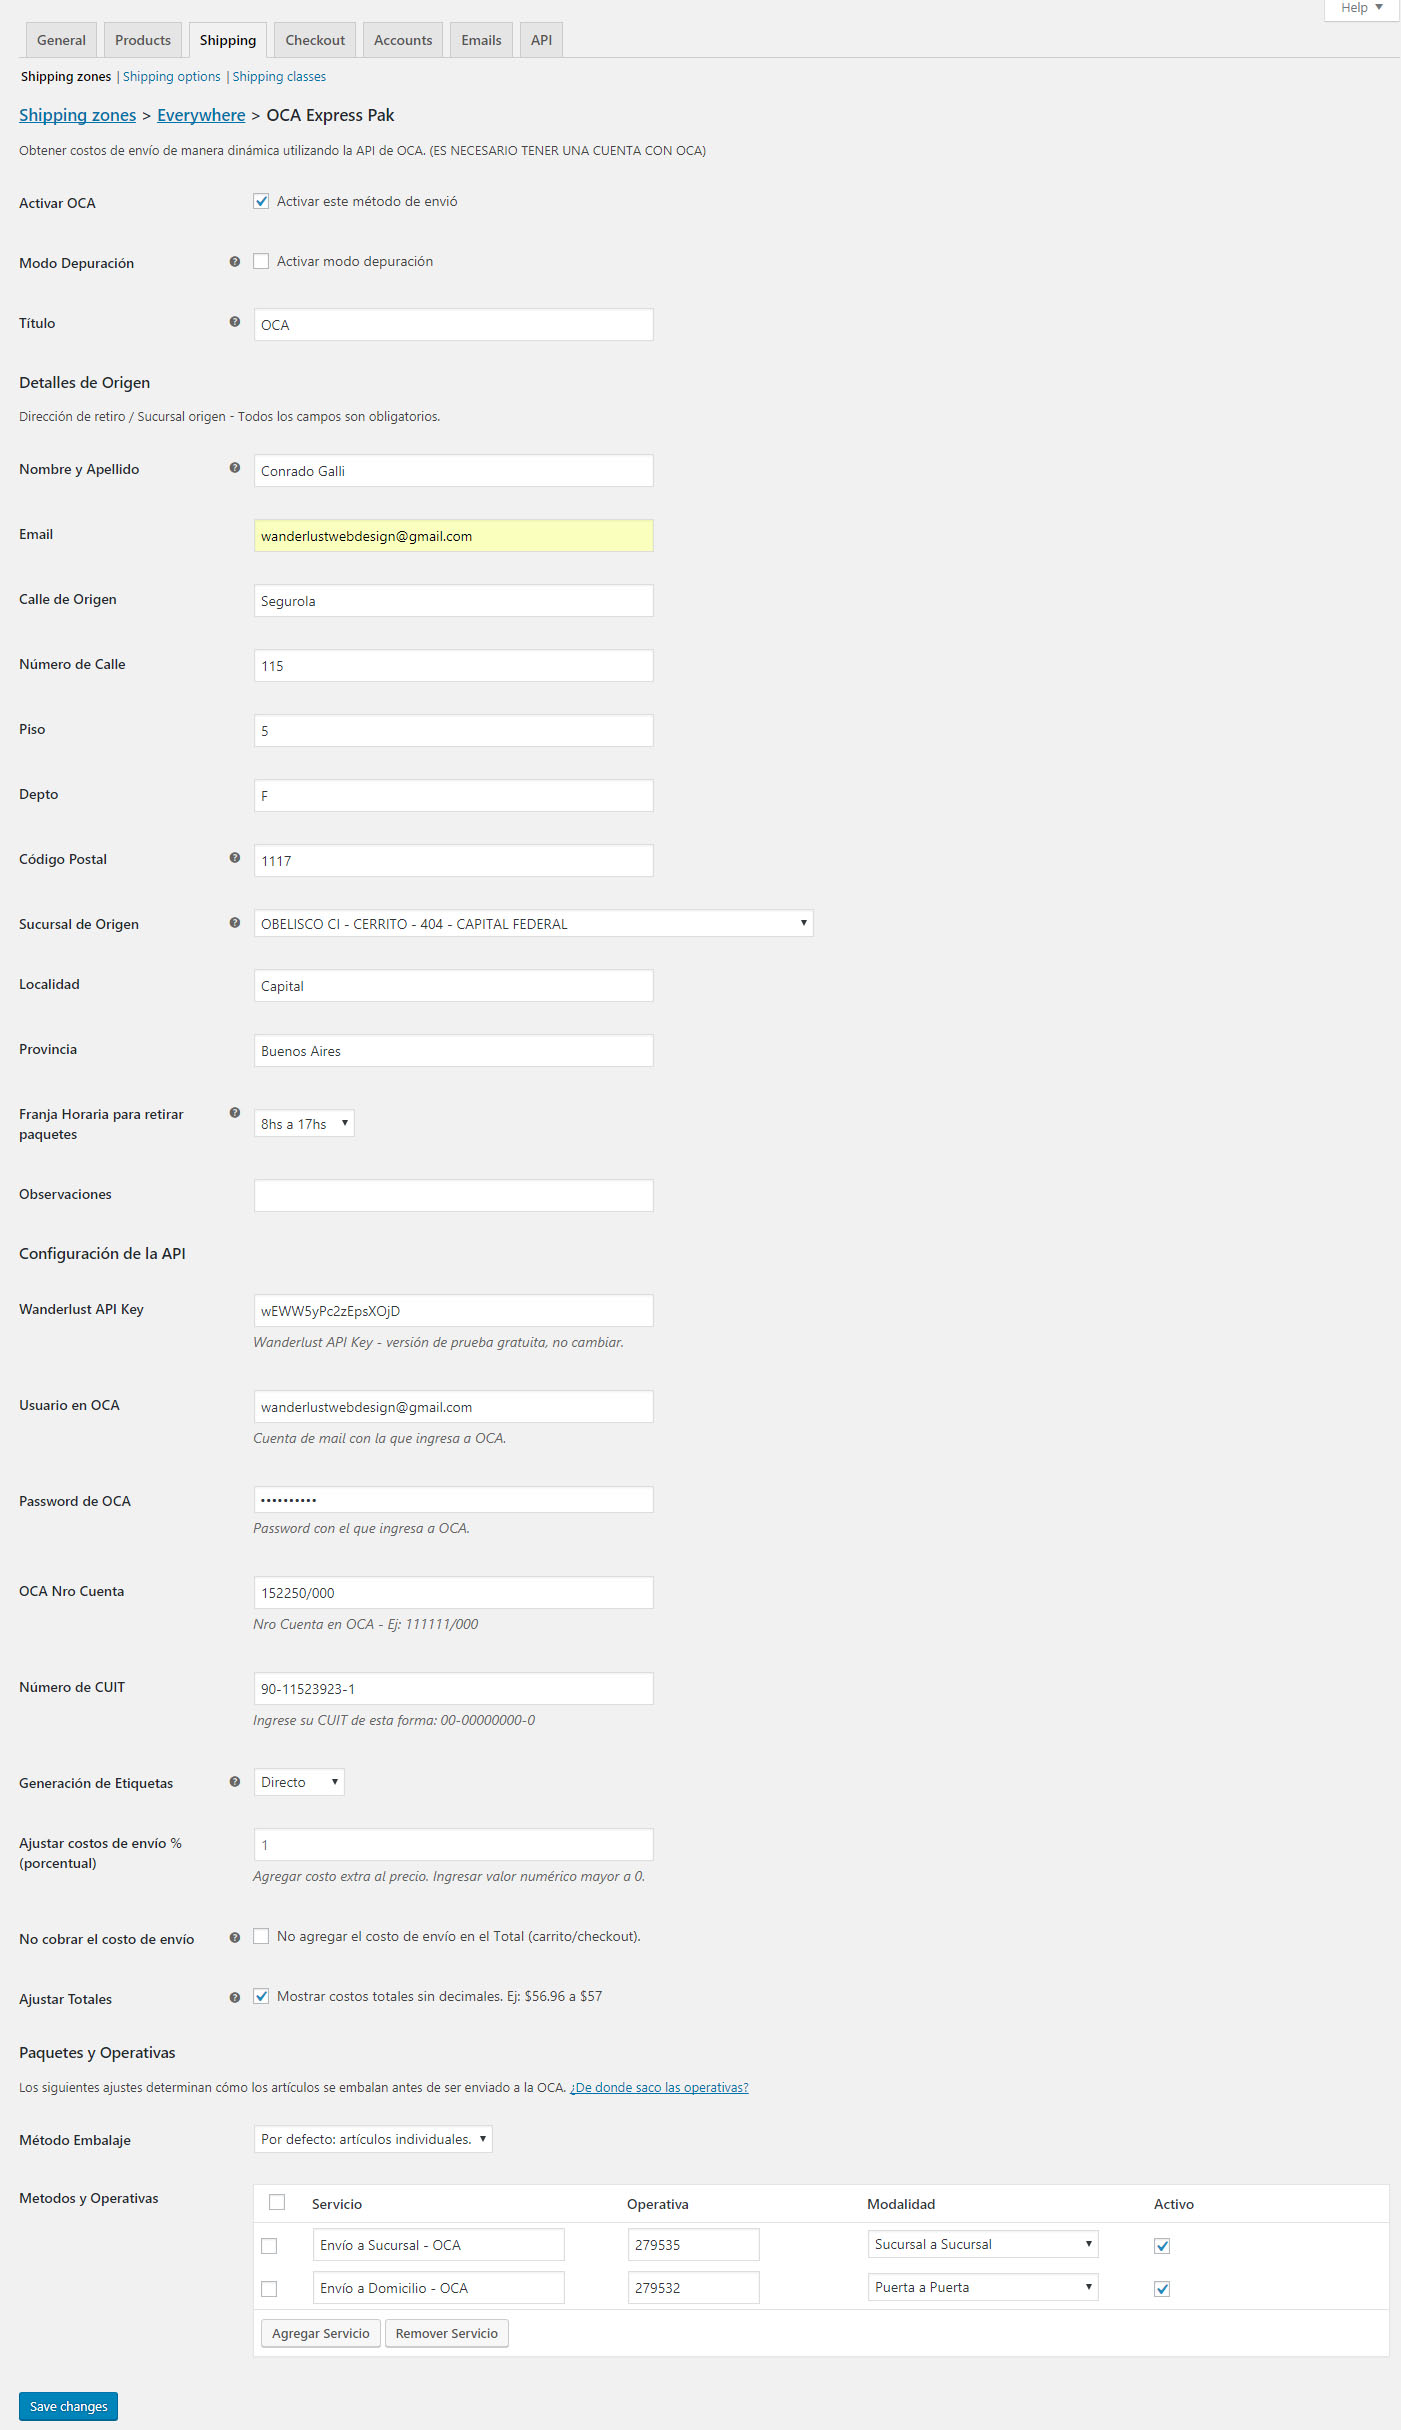 Help
General Products Shipping Checkout Accounts Emails API
Shipping zones | Shipping options | Shipping classes
Shipping zones > Everywhere > OCA Express Pak
Obtener costos de envío de manera dinámica utilizando la API de OCA. (ES NECESARIO TENER UNA CUENTA CON OCA)
Activar OCA Activar este método de envió
Modo Depuración Activar modo depuración
Título OCA
Detalles de Origen
Dirección de retiro / Sucursal origen - Todos los campos son obligatorios.
Nombre y Apellido Conrado Galli
Email wanderlustwebdesign@gmail.com
Calle de Origen Segurola
Número de Calle 115
Piso 5
Depto F
Código Postal 1117
Sucursal de Origen OBELISCO CI - CERRITO - 404 - CAPITAL FEDERAL
Localidad Capital
Provincia Buenos Aires
Franja Horaria para retirar
paquetes 8hs a 17hs
Observaciones
Configuración de la API
Wanderlust API Key wEWW5yPc2zEpsXOjD
Wanderlust API Key - versión de prueba gratuita, no cambiar.
Usuario en OCA wanderlustwebdesign@gmail.com
Cuenta de mail con la que ingresa a OCA.
Password de OCA ••••••••••
Password con el que ingresa a OCA.
OCA Nro Cuenta 152250/000
Nro Cuenta en OCA - Ej: 111111/000
Número de CUIT 90-11523923-1
Ingrese su CUIT de esta forma: 00-00000000-0
Generación de Etiquetas Directo
Ajustar costos de envío %
(porcentual) 1
Agregar costo extra al precio. Ingresar valor numérico mayor a 0.
No cobrar el costo de envío No agregar el costo de envío en el Total (carrito/checkout).
Ajustar Totales Mostrar costos totales sin decimales. Ej: $56.96 a $57
Paquetes y Operativas
Los siguientes ajustes determinan cómo los artículos se embalan antes de ser enviado a la OCA. ¿De donde saco las operativas?
Método Embalaje Por defecto: artículos individuales.
Metodos y Operativas
Servicio Operativa Modalidad Activo
Envío a Sucursal - OCA 279535 Sucursal a Sucursal
Envío a Domicilio - OCA 279532 Puerta a Puerta
Agregar Servicio Remover Servicio
Save changes